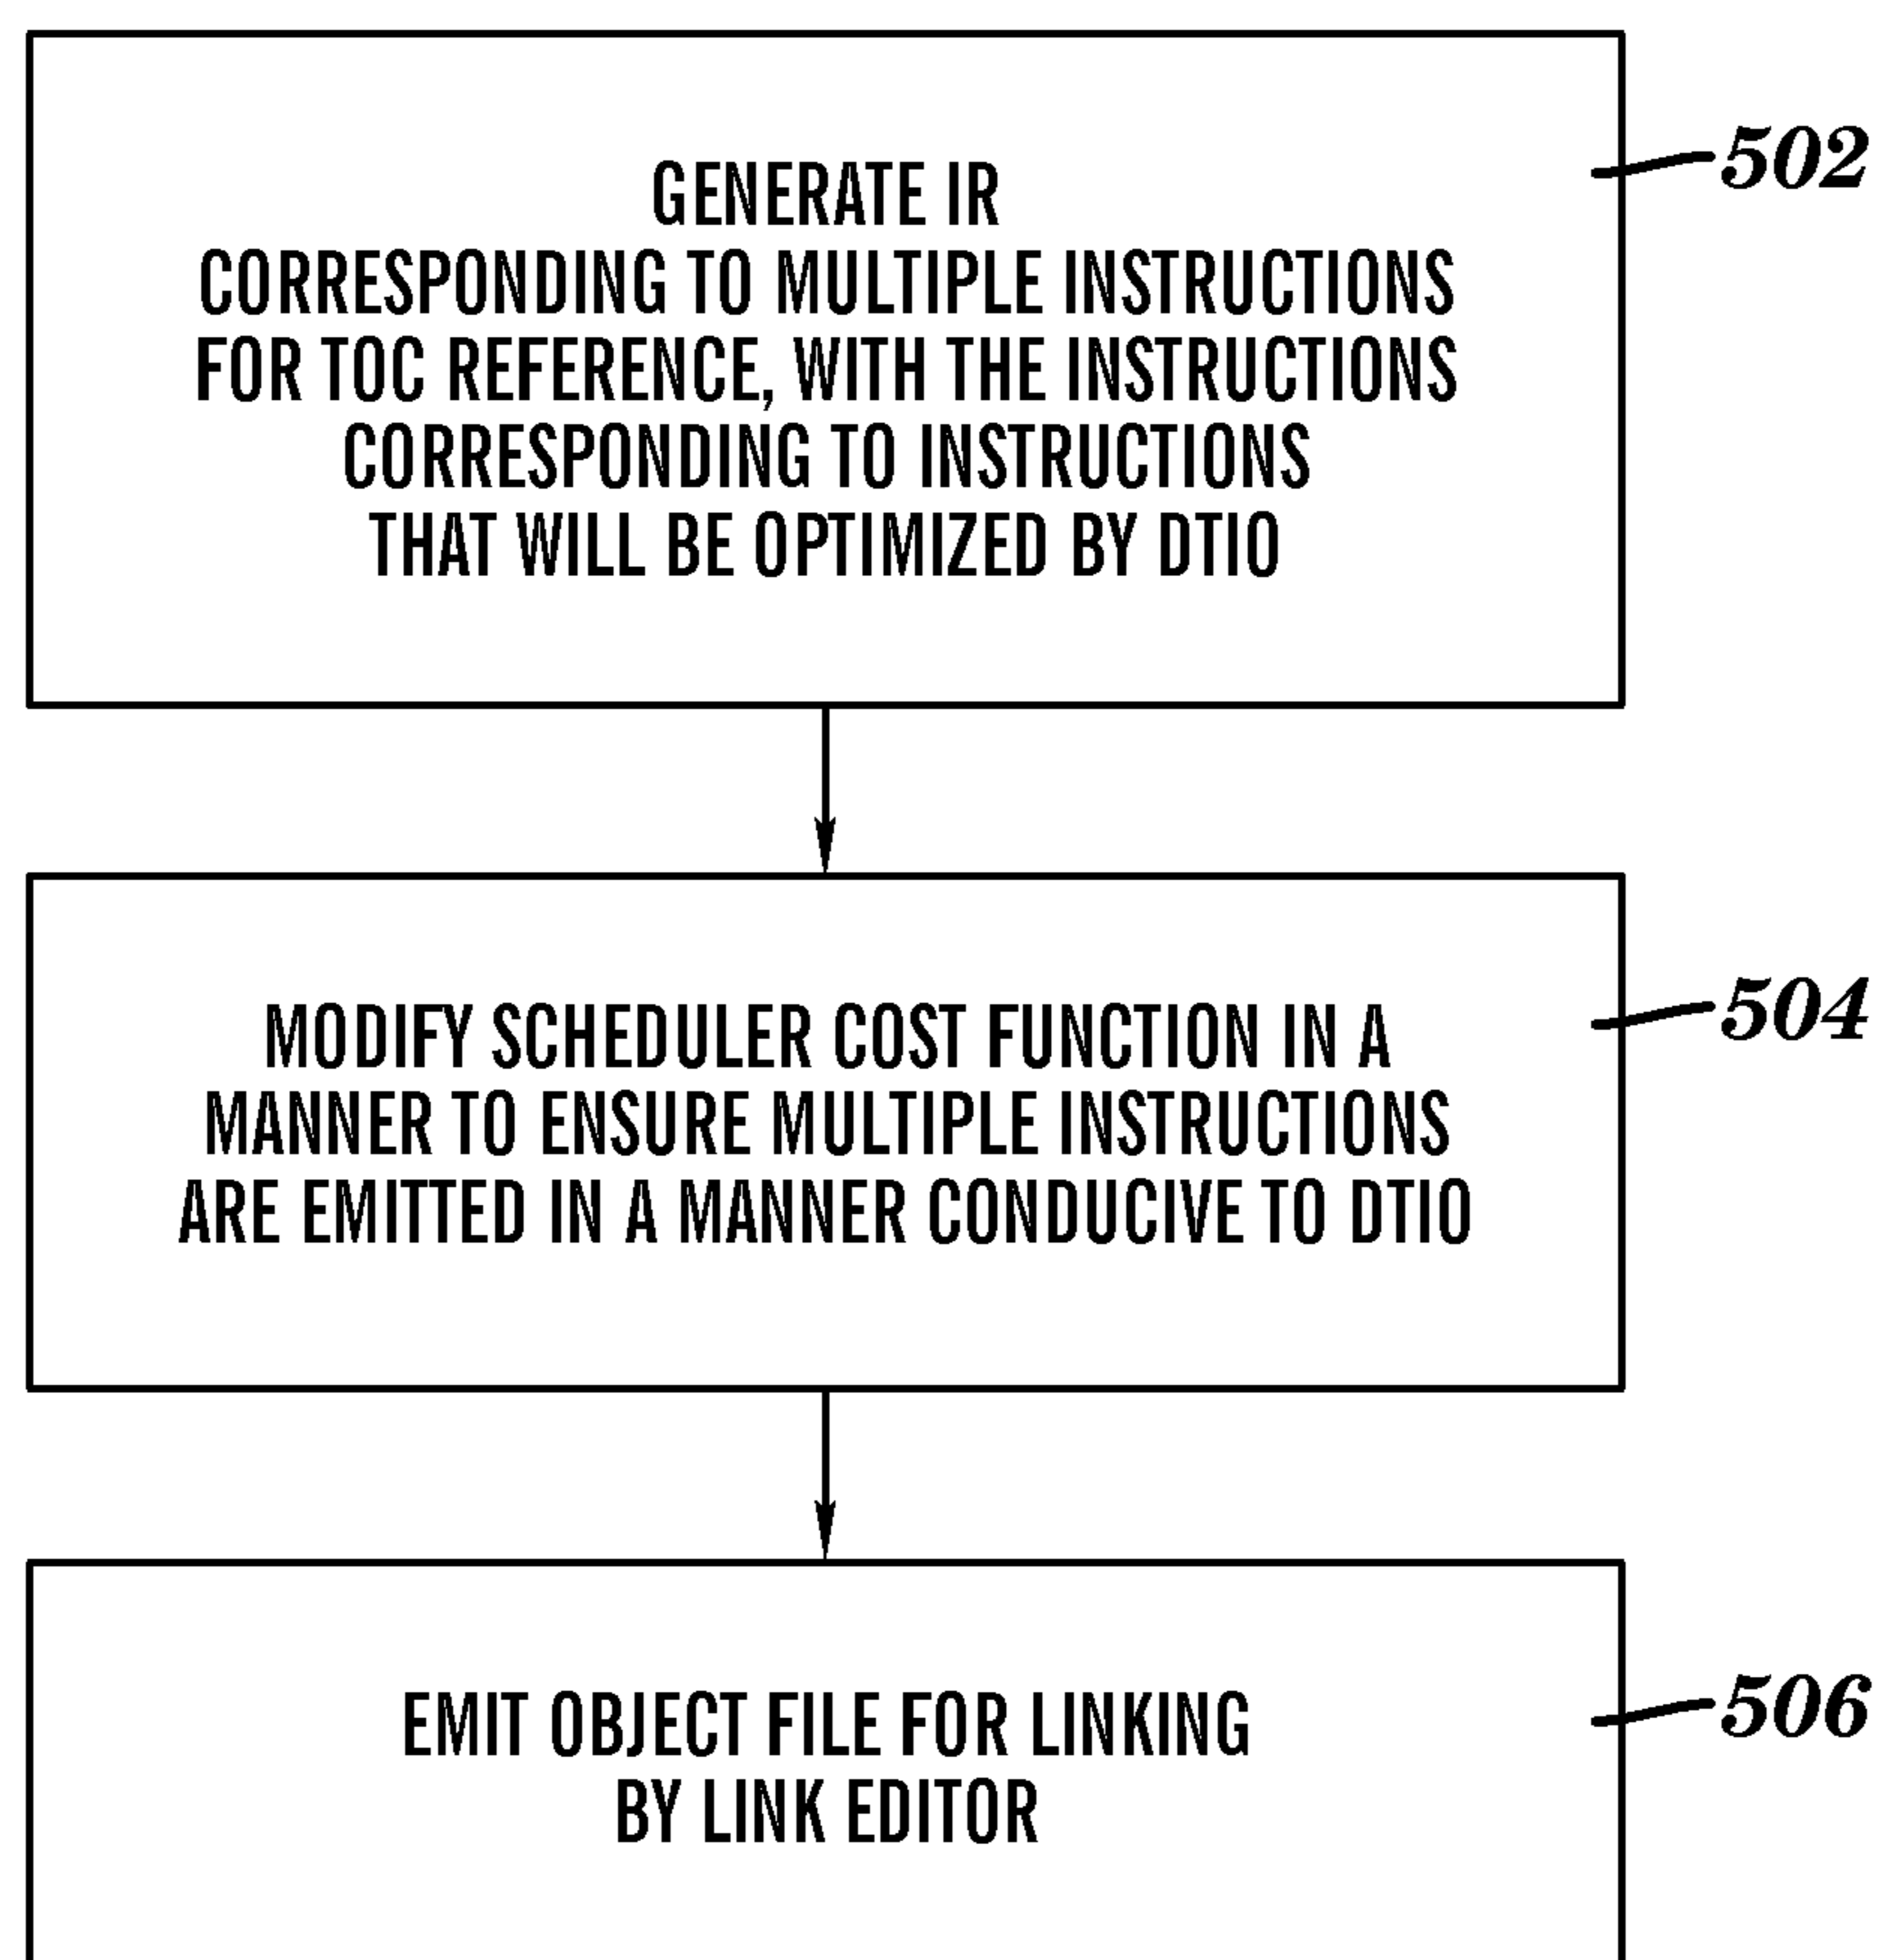 GENERATE IR
CORRESPONDING TO MULTIPLE INSTRUCTIONS
FOR TOC REFERENCE, WITH THE INSTRUCTIONS
CORRESPONDING TO INSTRUCTIONS
THAT WILL BE OPTIMIZED BY DTIO
502
MODIFY SCHEDULER COST FUNCTION IN A
MANNER TO ENSURE MULTIPLE INSTRUCTIONS
ARE EMITTED IN A MANNER CONDUCIVE TO DTIO
504
EMIT OBJECT FILE FOR LINKING
BY LINK EDITOR
506